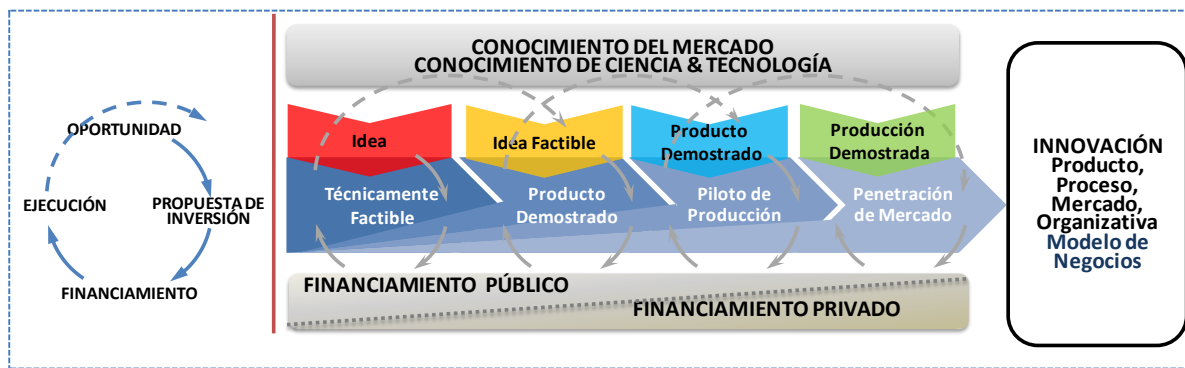 OPORTUNIDAD
EJECUCIÓN
PROPUESTA DE
INVERSIÓN
FINANCIAMIENTO
CONOCIMIENTO DEL MERCADO
CONOCIMIENTO DE CIENCIA & TECNOLOGÍA
Idea
Idea Factible
Producto
Demostrado
Producción
Demostrada
Técnicamente
Factible
Producto
Demostrado
Piloto de
Producción
Penetración
de Mercado
FINANCIAMIENTO PÚBLICO
FINANCIAMIENTO PRIVADO
INNOVACIÓN
Producto,
Proceso,
Mercado,
Organizativa
Modelo de
Negocios